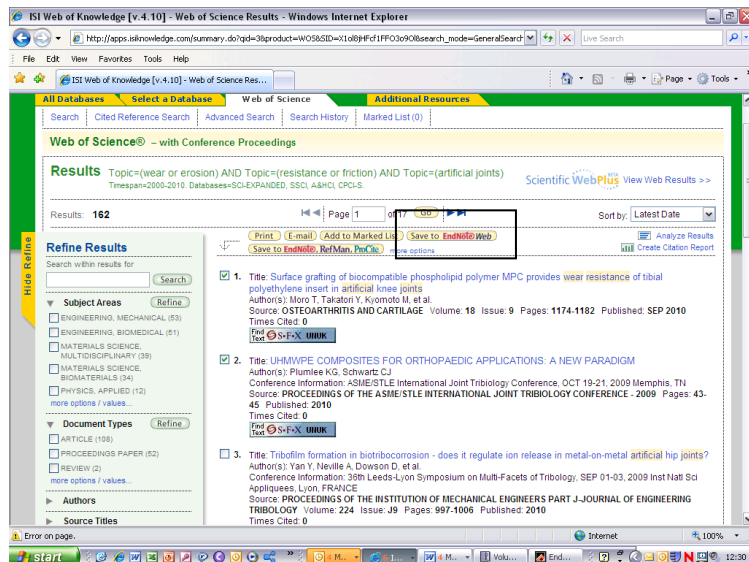 ISI Web of Knowledge [v.4.10] - Web of Science Results - Windows Internet Explorer
http://apps.isiknowledge.com/summary.do?qid=3&product=WOS&SID=X1ol8jHFcf1FFO3o9Ol&search_mode=GeneralSearch
Live Search
File Edit View Favorites Tools Help
ISI Web of Knowledge [v.4.10] - Web of Science Res...
Page Tools
All Databases Select a Database Web of Science Additional Resources
Search Cited Reference Search Advanced Search Search History Marked List (0)
Web of Science® – with Conference Proceedings
Results Topic=(wear or erosion) AND Topic=(resistance or friction) AND Topic=(artificial joints)
Timespan=2000-2010. Databases=SCI-EXPANDED, SSCI, A&HCI, CPCI-S.
Scientific WebPlus View Web Results >>
Results: 162
Page 1 of 17 Go
Sort by: Latest Date
Hide Refine
Refine Results
Search within results for
Search
Subject Areas Refine
ENGINEERING, MECHANICAL (53)
ENGINEERING, BIOMEDICAL (51)
MATERIALS SCIENCE,
MULTIDISCIPLINARY (39)
MATERIALS SCIENCE,
BIOMATERIALS (34)
PHYSICS, APPLIED (12)
more options / values...
Document Types Refine
ARTICLE (108)
PROCEEDINGS PAPER (52)
REVIEW (2)
more options / values...
Authors
Source Titles
Print E-mail Add to Marked List Save to EndNote Web
Save to EndNote, RefMan, ProCite more options
Analyze Results
Create Citation Report
1. Title: Surface grafting of biocompatible phospholipid polymer MPC provides wear resistance of tibial
polyethylene insert in artificial knee joints
Author(s): Moro T, Takatori Y, Kyomoto M, et al.
Source: OSTEOARTHRITIS AND CARTILAGE Volume: 18 Issue: 9 Pages: 1174-1182 Published: SEP 2010
Times Cited: 0
Find Text S·F·X UNUK
2. Title: UHMWPE COMPOSITES FOR ORTHOPAEDIC APPLICATIONS: A NEW PARADIGM
Author(s): Plumlee KG, Schwartz CJ
Conference Information: ASME/STLE International Joint Tribiology Conference, OCT 19-21, 2009 Memphis, TN
Source: PROCEEDINGS OF THE ASME/STLE INTERNATIONAL JOINT TRIBOLOGY CONFERENCE - 2009 Pages: 43-
45 Published: 2010
Times Cited: 0
Find Text S·F·X UNUK
3. Title: Tribofilm formation in biotribocorrosion - does it regulate ion release in metal-on-metal artificial hip joints?
Author(s): Yan Y, Neville A, Dowson D, et al.
Conference Information: 36th Leeds-Lyon Symposium on Multi-Facets of Tribology, SEP 01-03, 2009 Inst Natl Sci
Appliquees, Lyon, FRANCE
Source: PROCEEDINGS OF THE INSTITUTION OF MECHANICAL ENGINEERS PART J-JOURNAL OF ENGINEERING
TRIBOLOGY Volume: 224 Issue: J9 Pages: 997-1006 Published: 2010
Times Cited: 0
Error on page.
Internet
100%
start
4 M...
4 M...
Volu...
End...
12:30